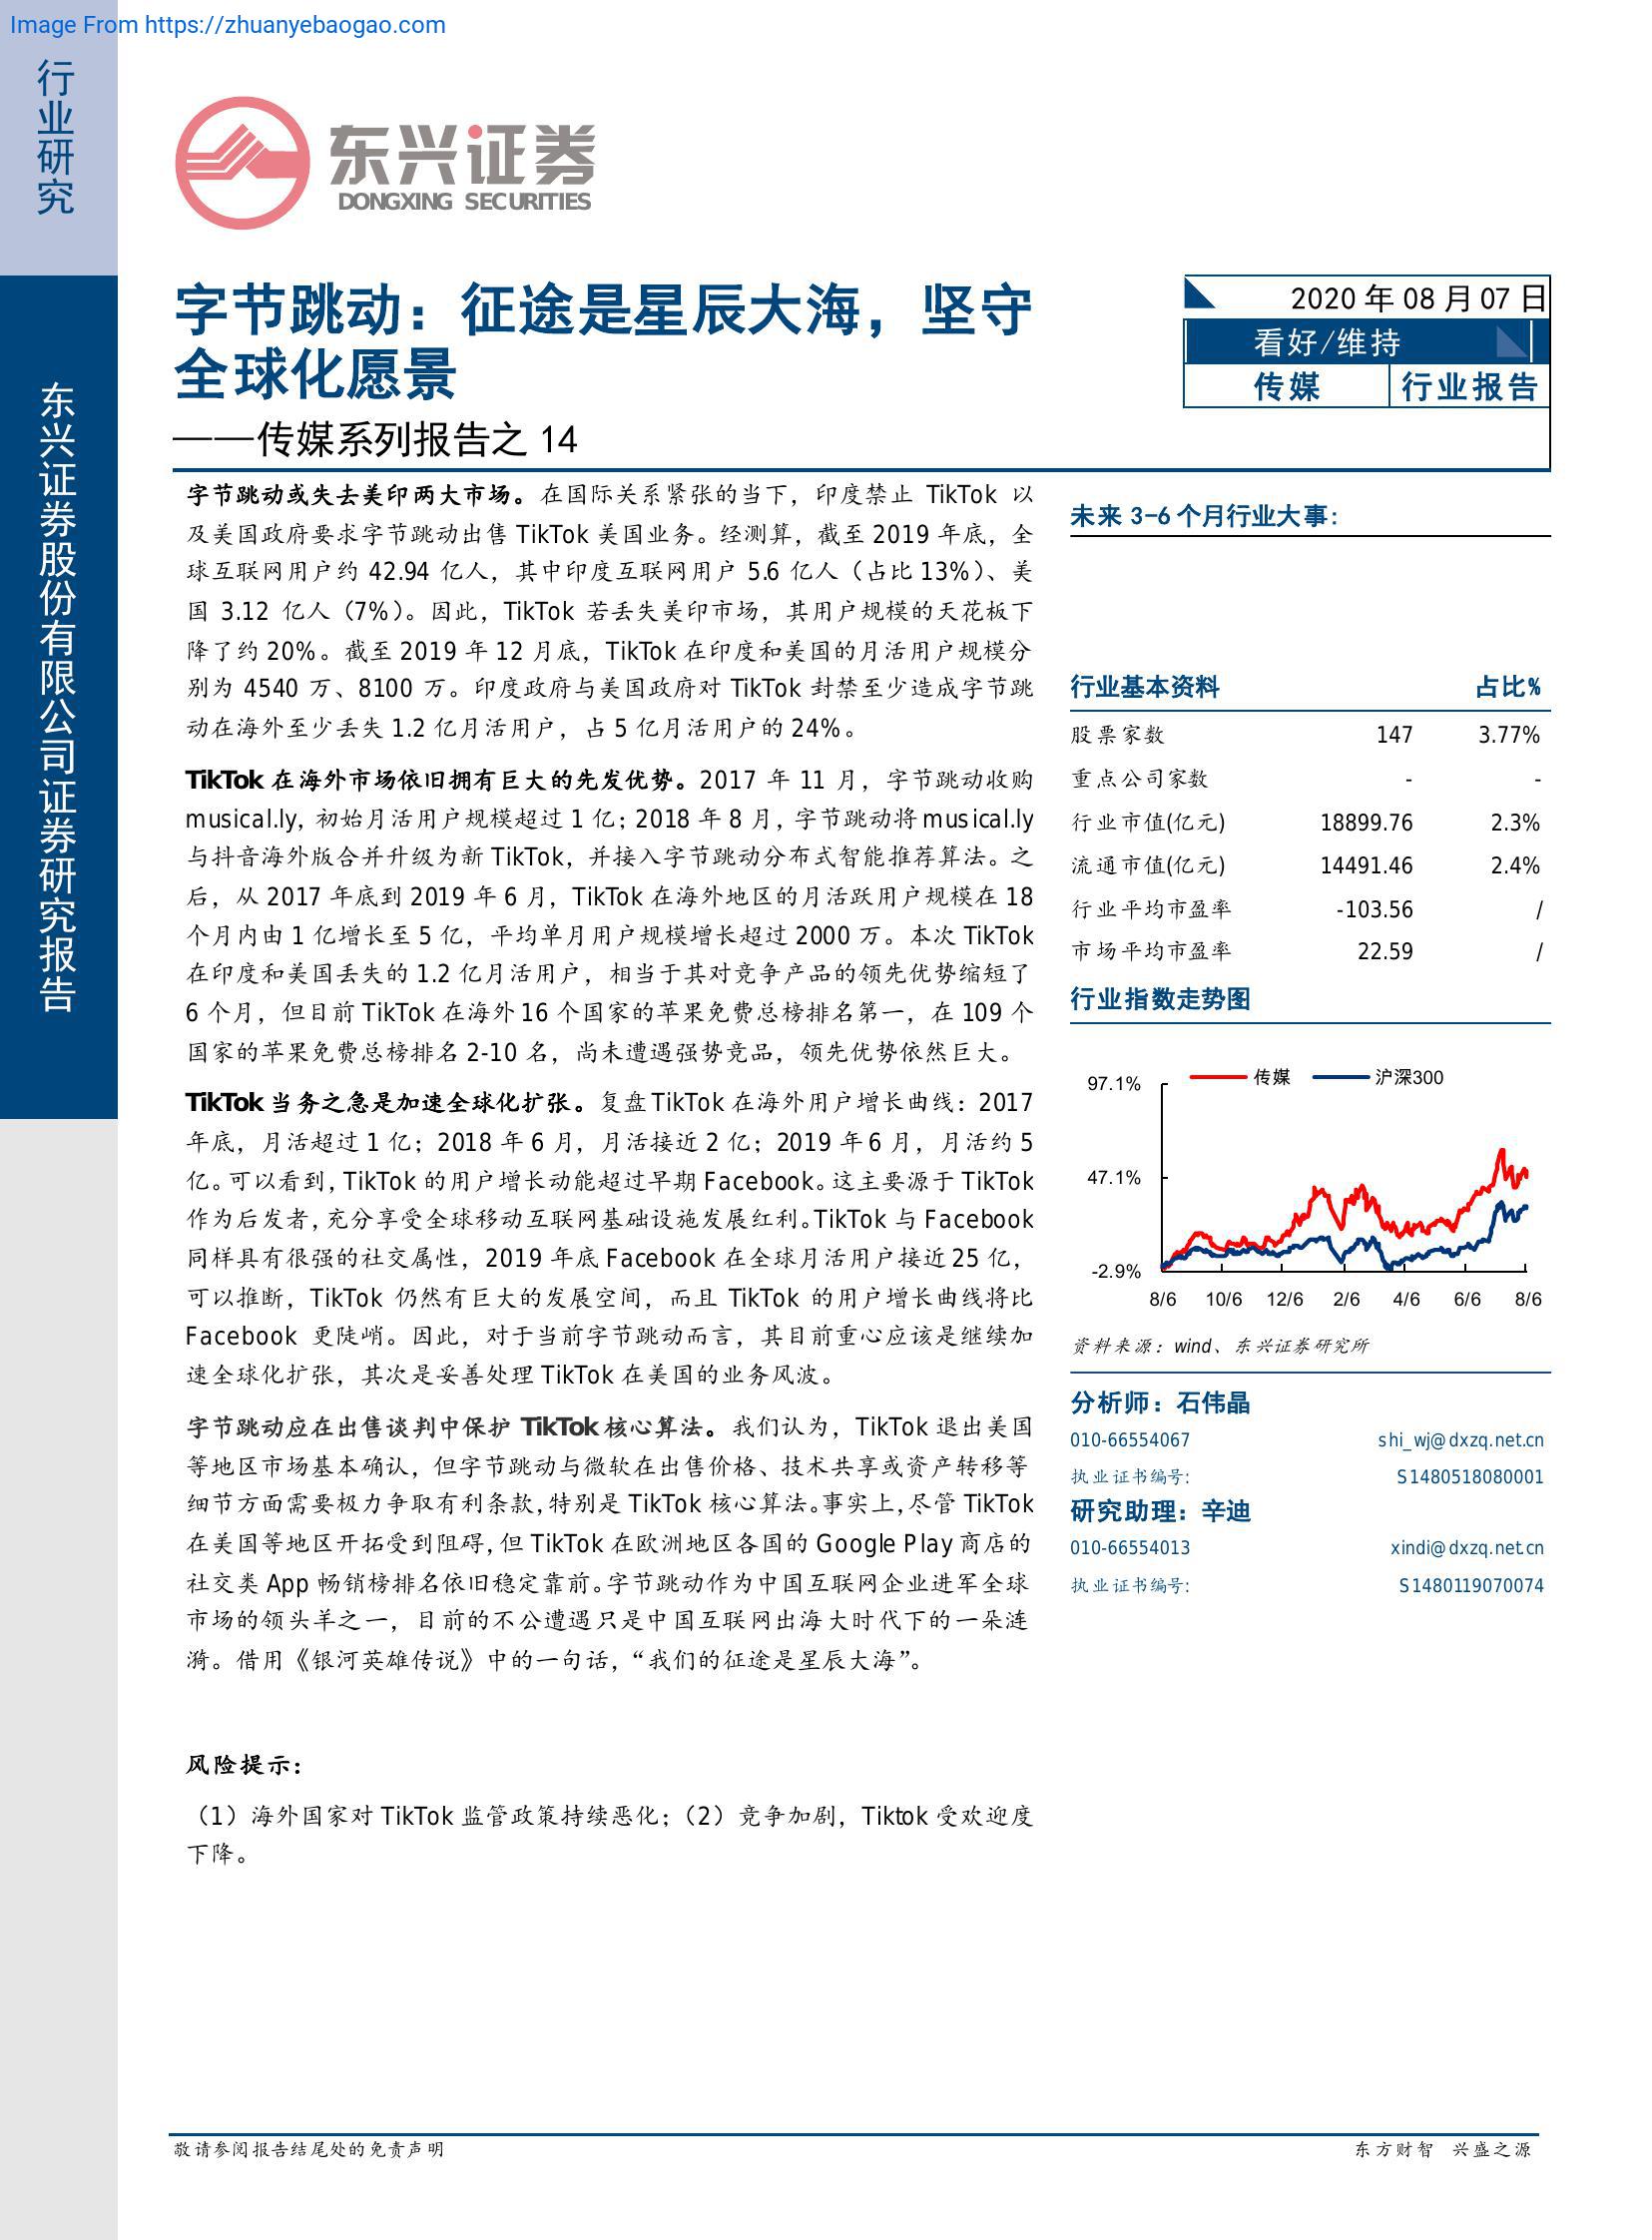 Image From https://zhuanyebaogao.com
行业研究
东兴证券股份有限公司证券研究报告
东兴证券
DONGXING SECURITIES
字节跳动：征途是星辰大海，坚守
全球化愿景
——传媒系列报告之 14
2020 年 08 月 07 日
看好/维持
传媒 行业报告
字节跳动或失去美印两大市场。在国际关系紧张的当下，印度禁止 TikTok 以
及美国政府要求字节跳动出售 TikTok 美国业务。经测算，截至 2019 年底，全
球互联网用户约 42.94 亿人，其中印度互联网用户 5.6 亿人（占比 13%）、美
国 3.12 亿人（7%）。因此，TikTok 若丢失美印市场，其用户规模的天花板下
降了约 20%。截至 2019 年 12 月底，TikTok 在印度和美国的月活用户规模分
别为 4540 万、8100 万。印度政府与美国政府对 TikTok 封禁至少造成字节跳
动在海外至少丢失 1.2 亿月活用户，占 5 亿月活用户的 24%。
TikTok 在海外市场依旧拥有巨大的先发优势。2017 年 11 月，字节跳动收购
musical.ly, 初始月活用户规模超过 1 亿；2018 年 8 月，字节跳动将 musical.ly
与抖音海外版合并升级为新 TikTok，并接入字节跳动分布式智能推荐算法。之
后，从 2017 年底到 2019 年 6 月，TikTok 在海外地区的月活跃用户规模在 18
个月内由 1 亿增长至 5 亿，平均单月用户规模增长超过 2000 万。本次 TikTok
在印度和美国丢失的 1.2 亿月活用户，相当于其对竞争产品的领先优势缩短了
6 个月，但目前 TikTok 在海外 16 个国家的苹果免费总榜排名第一，在 109 个
国家的苹果免费总榜排名 2-10 名，尚未遭遇强势竞品，领先优势依然巨大。
TikTok 当务之急是加速全球化扩张。复盘 TikTok 在海外用户增长曲线：2017
年底，月活超过 1 亿；2018 年 6 月，月活接近 2 亿；2019 年 6 月，月活约 5
亿。可以看到，TikTok 的用户增长动能超过早期 Facebook。这主要源于 TikTok
作为后发者，充分享受全球移动互联网基础设施发展红利。TikTok 与 Facebook
同样具有很强的社交属性，2019 年底 Facebook 在全球月活用户接近 25 亿，
可以推断，TikTok 仍然有巨大的发展空间，而且 TikTok 的用户增长曲线将比
Facebook 更陡峭。因此，对于当前字节跳动而言，其目前重心应该是继续加
速全球化扩张，其次是妥善处理 TikTok 在美国的业务风波。
字节跳动应在出售谈判中保护 TikTok 核心算法。我们认为，TikTok 退出美国
等地区市场基本确认，但字节跳动与微软在出售价格、技术共享或资产转移等
细节方面需要极力争取有利条款，特别是 TikTok 核心算法。事实上，尽管 TikTok
在美国等地区开拓受到阻碍，但 TikTok 在欧洲地区各国的 Google Play 商店的
社交类 App 畅销榜排名依旧稳定靠前。字节跳动作为中国互联网企业进军全球
市场的领头羊之一，目前的不公遭遇只是中国互联网出海大时代下的一朵涟
漪。借用《银河英雄传说》中的一句话，“我们的征途是星辰大海”。
风险提示：
（1）海外国家对 TikTok 监管政策持续恶化；（2）竞争加剧，Tiktok 受欢迎度
下降。
未来 3-6 个月行业大事：
行业基本资料 占比%
股票家数 147 3.77%
重点公司家数 - -
行业市值(亿元) 18899.76 2.3%
流通市值(亿元) 14491.46 2.4%
行业平均市盈率 -103.56 /
市场平均市盈率 22.59 /
行业指数走势图
传媒 沪深300
97.1%
47.1%
-2.9%
8/6 10/6 12/6 2/6 4/6 6/6 8/6
资料来源：wind、东兴证券研究所
分析师：石伟晶
010-66554067 shi_wj@dxzq.net.cn
执业证书编号: S1480518080001
研究助理：辛迪
010-66554013 xindi@dxzq.net.cn
执业证书编号: S1480119070074
敬请参阅报告结尾处的免责声明
东方财智 兴盛之源